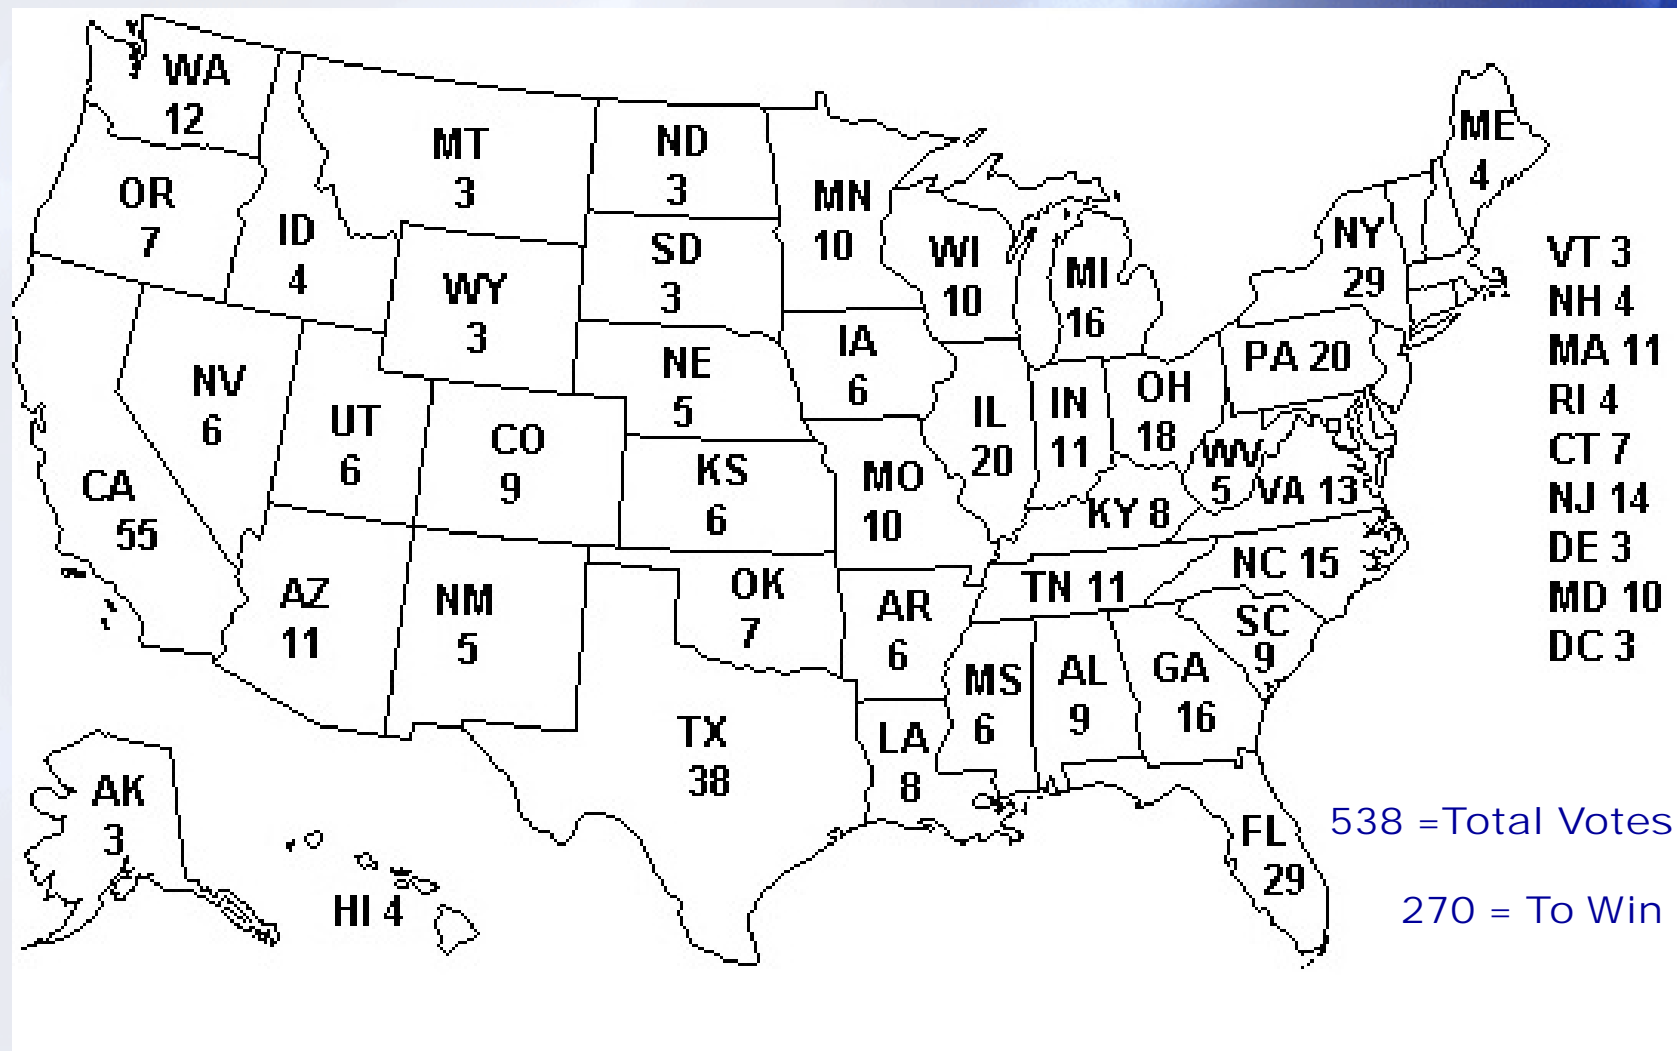 WA
12
OR
7
CA
55
NV
6
ID
4
MT
3
WY
3
UT
6
CO
9
AZ
11
NM
5
ND
3
SD
3
NE
5
KS
6
OK
7
TX
38
MN
10
IA
6
MO
10
AR
6
LA
8
WI
10
IL
20
MI
16
IN
11
OH
18
KY 8
TN 11
MS
6
AL
9
GA
16
FL
29
SC
9
NC 15
VA 13
WV
5
PA 20
NY
29
ME
4
VT 3
NH 4
MA 11
RI 4
CT 7
NJ 14
DE 3
MD 10
DC 3
AK
3
HI 4
538 =Total Votes
270 = To Win